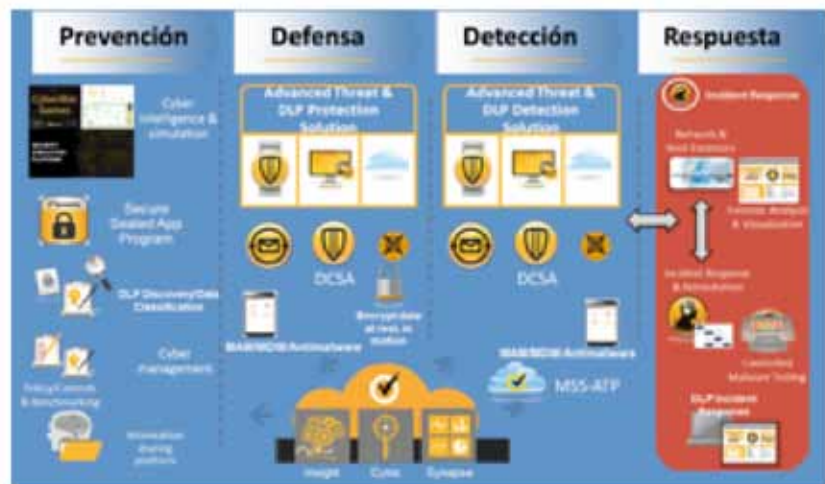 Prevención
Defensa
Detección
Respuesta
Cyber
Intelligence &
simulation
Secure
Sealed App
Program
DLP Discovery/Data
Classification
Cyber
management
Policy/Controls
& Benchmarking
Information
sharing
platform
Advanced Threat &
DLP Protection
Solution
DCSA
Encrypt data
at rest, in
motion
MAM/MDM/Antimalware
Insight
Cynic
Synapse
Advanced Threat &
DLP Detection
Solution
DCSA
MAM/MDM/Antimalware
MSS-ATP
Incident Response
Network &
Host Forensics
Forensic Analysis
& Visualization
Incident Response
& Remediation
Controlled
Malware Testing
DLP Incident
Response